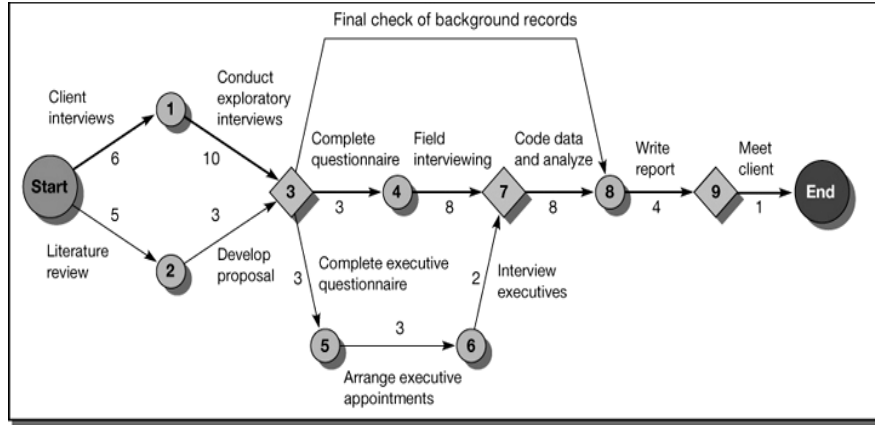 Final check of background records
Client
interviews
6
1
Conduct
exploratory
interviews
10
Start
5
Literature
review
2
3
Develop
proposal
3
Complete
questionnaire
3
4
Field
interviewing
8
7
Code data
and analyze
8
8
Write
report
4
9
Meet
client
1
End
3
Complete executive
questionnaire
5
3
Arrange executive
appointments
6
2
Interview
executives